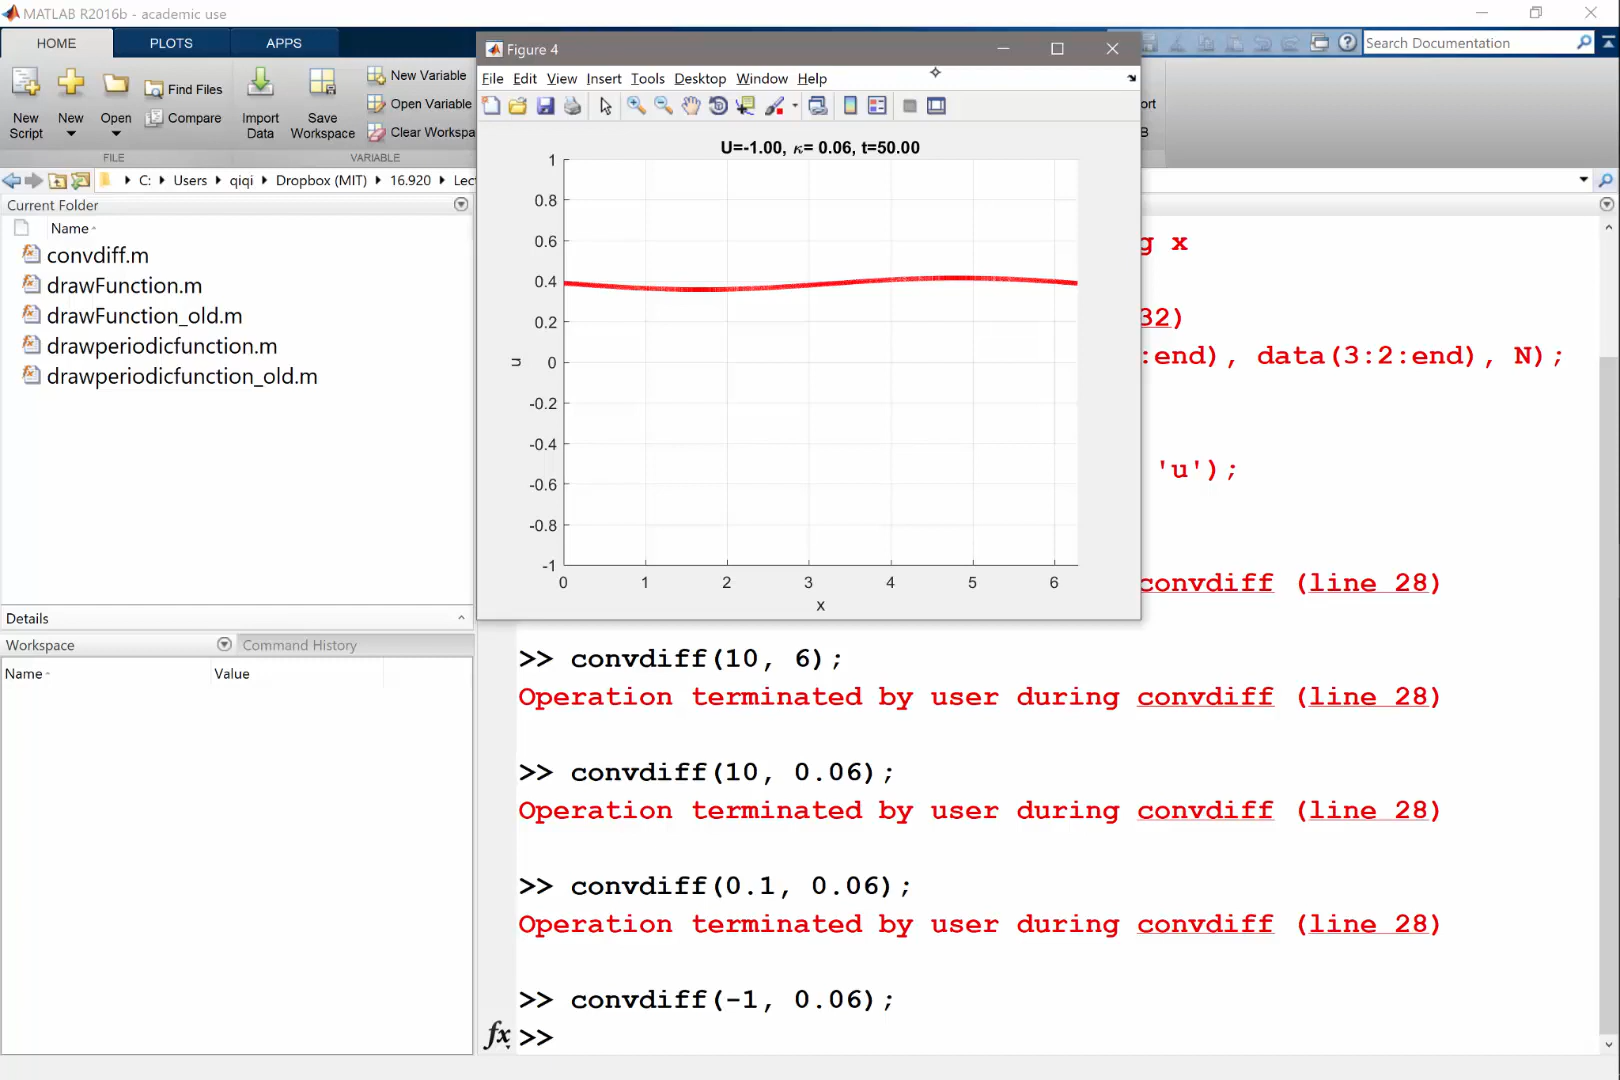 MATLAB R2016b - academic use
HOME
PLOTS
APPS
Search Documentation
New Script
New
Open
Find Files
Compare
Import Data
Save Workspace
New Variable
Open Variable
Clear Workspa
FILE
VARIABLE
ort
B
C: Users qiqi Dropbox (MIT) 16.920 Lec
Current Folder
Name
convdiff.m
drawFunction.m
drawFunction_old.m
drawperiodicfunction.m
drawperiodicfunction_old.m
Details
Workspace
Command History
Name
Value
Figure 4
File Edit View Insert Tools Desktop Window Help
U=-1.00, κ= 0.06, t=50.00
1
0.8
0.6
0.4
0.2
0
-0.2
-0.4
-0.6
-0.8
-1
u
0 1 2 3 4 5 6
x
g x
32)
:end), data(3:2:end), N);
'u');
convdiff (line 28)
>> convdiff(10, 6);
Operation terminated by user during convdiff (line 28)
>> convdiff(10, 0.06);
Operation terminated by user during convdiff (line 28)
>> convdiff(0.1, 0.06);
Operation terminated by user during convdiff (line 28)
>> convdiff(-1, 0.06);
fx >>